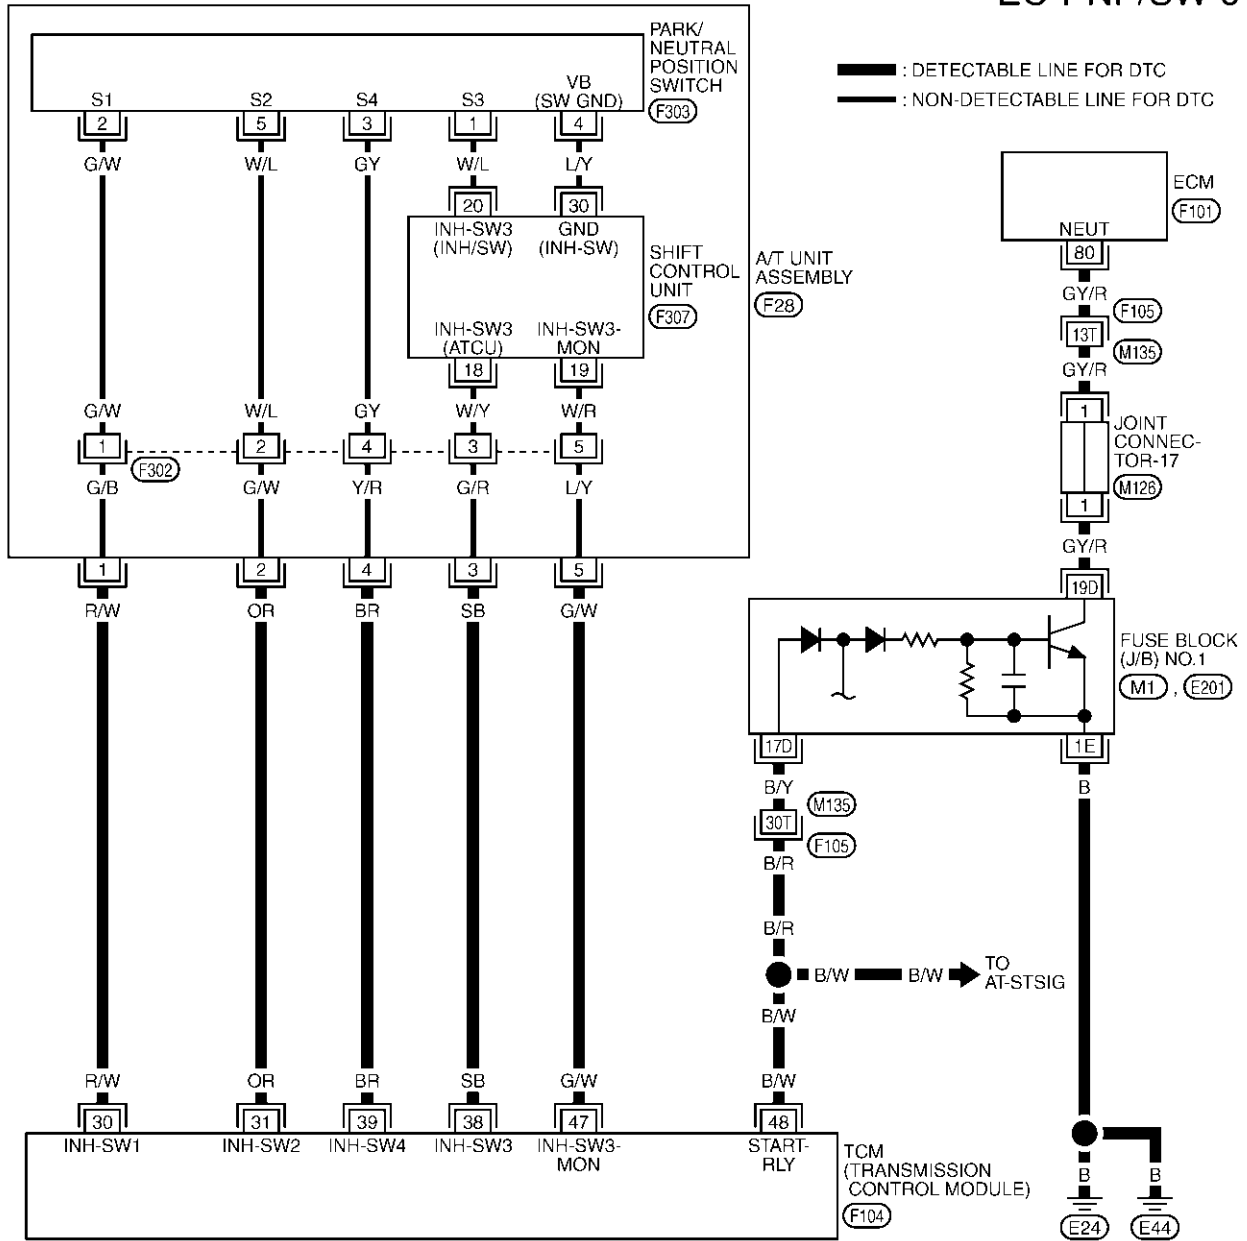 PARK/
NEUTRAL
POSITION
SWITCH
F303
: DETECTABLE LINE FOR DTC
: NON-DETECTABLE LINE FOR DTC
VB
S1 S2 S4 S3 (SW GND)
2 5 3 1 4
G/W W/L GY W/L L/Y
20 30
INH-SW3 GND
(INH/SW) (INH-SW)
SHIFT
CONTROL
UNIT
F307
A/T UNIT
ASSEMBLY
F28
INH-SW3 INH-SW3-
(ATCU) MON
18 19
G/W W/L GY W/Y W/R
1 2 4 3 5
F302
G/B G/W Y/R G/R L/Y
1 2 4 3 5
R/W OR BR SB G/W
R/W OR BR SB G/W
30 31 39 38 47
INH-SW1 INH-SW2 INH-SW4 INH-SW3 INH-SW3-
MON
ECM
F101
NEUT
80
GY/R
F105
13T
M135
GY/R
1
JOINT
CONNEC-
TOR-17
M126
1
GY/R
19D
FUSE BLOCK
(J/B) NO.1
M1 , E201
17D 1E
B/Y B
M135
30T
F105
B/R
B/R
B/W B/W TO
AT-STSIG
B/W
B/W
48
START-
RLY
TCM
(TRANSMISSION
CONTROL MODULE)
F104
B B
E24 E44